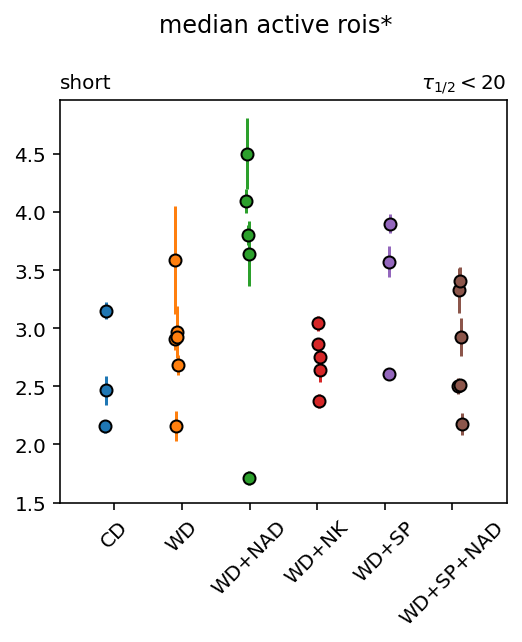 median active rois*
short τ1/2 < 20
4.5
4.0
3.5
3.0
2.5
2.0
1.5
CD WD WD+NAD WD+NK WD+SP WD+SP+NAD